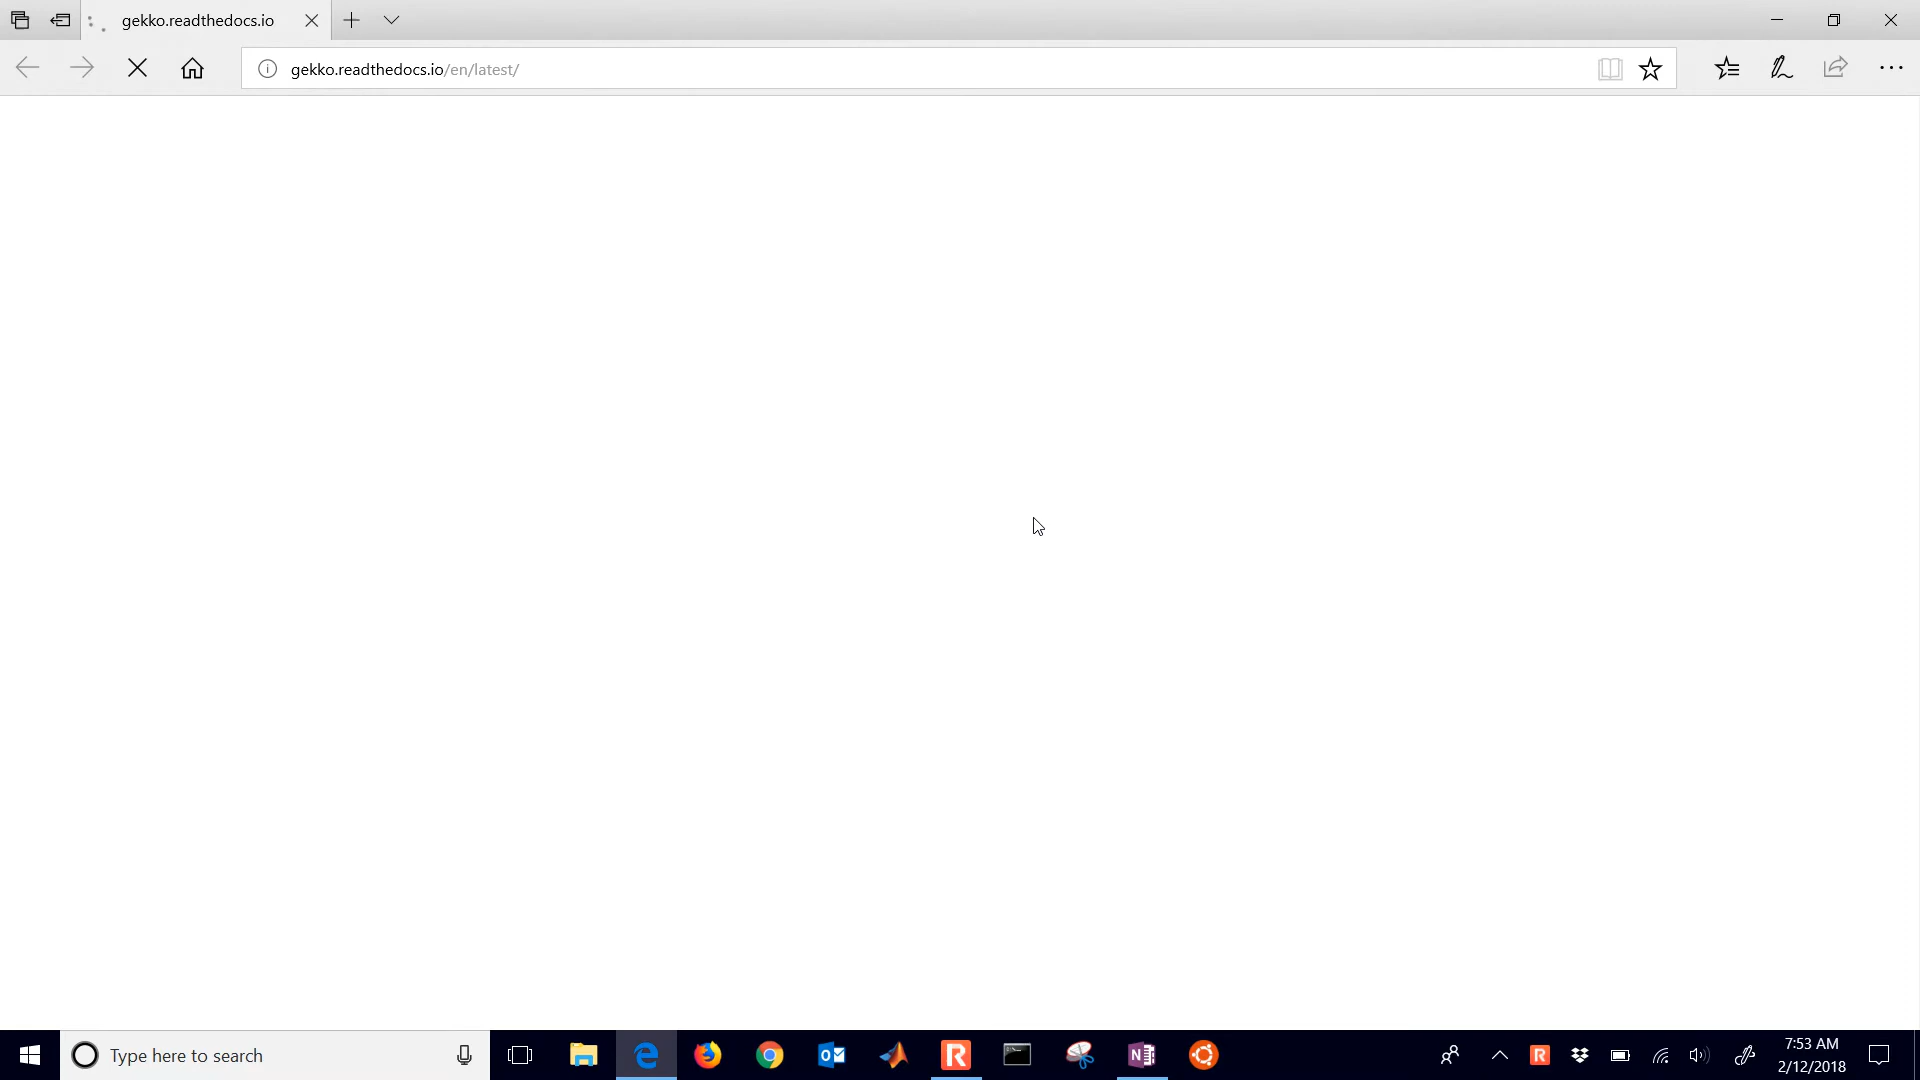 gekko.readthedocs.io
gekko.readthedocs.io/en/latest/
Type here to search
7:53 AM
2/12/2018